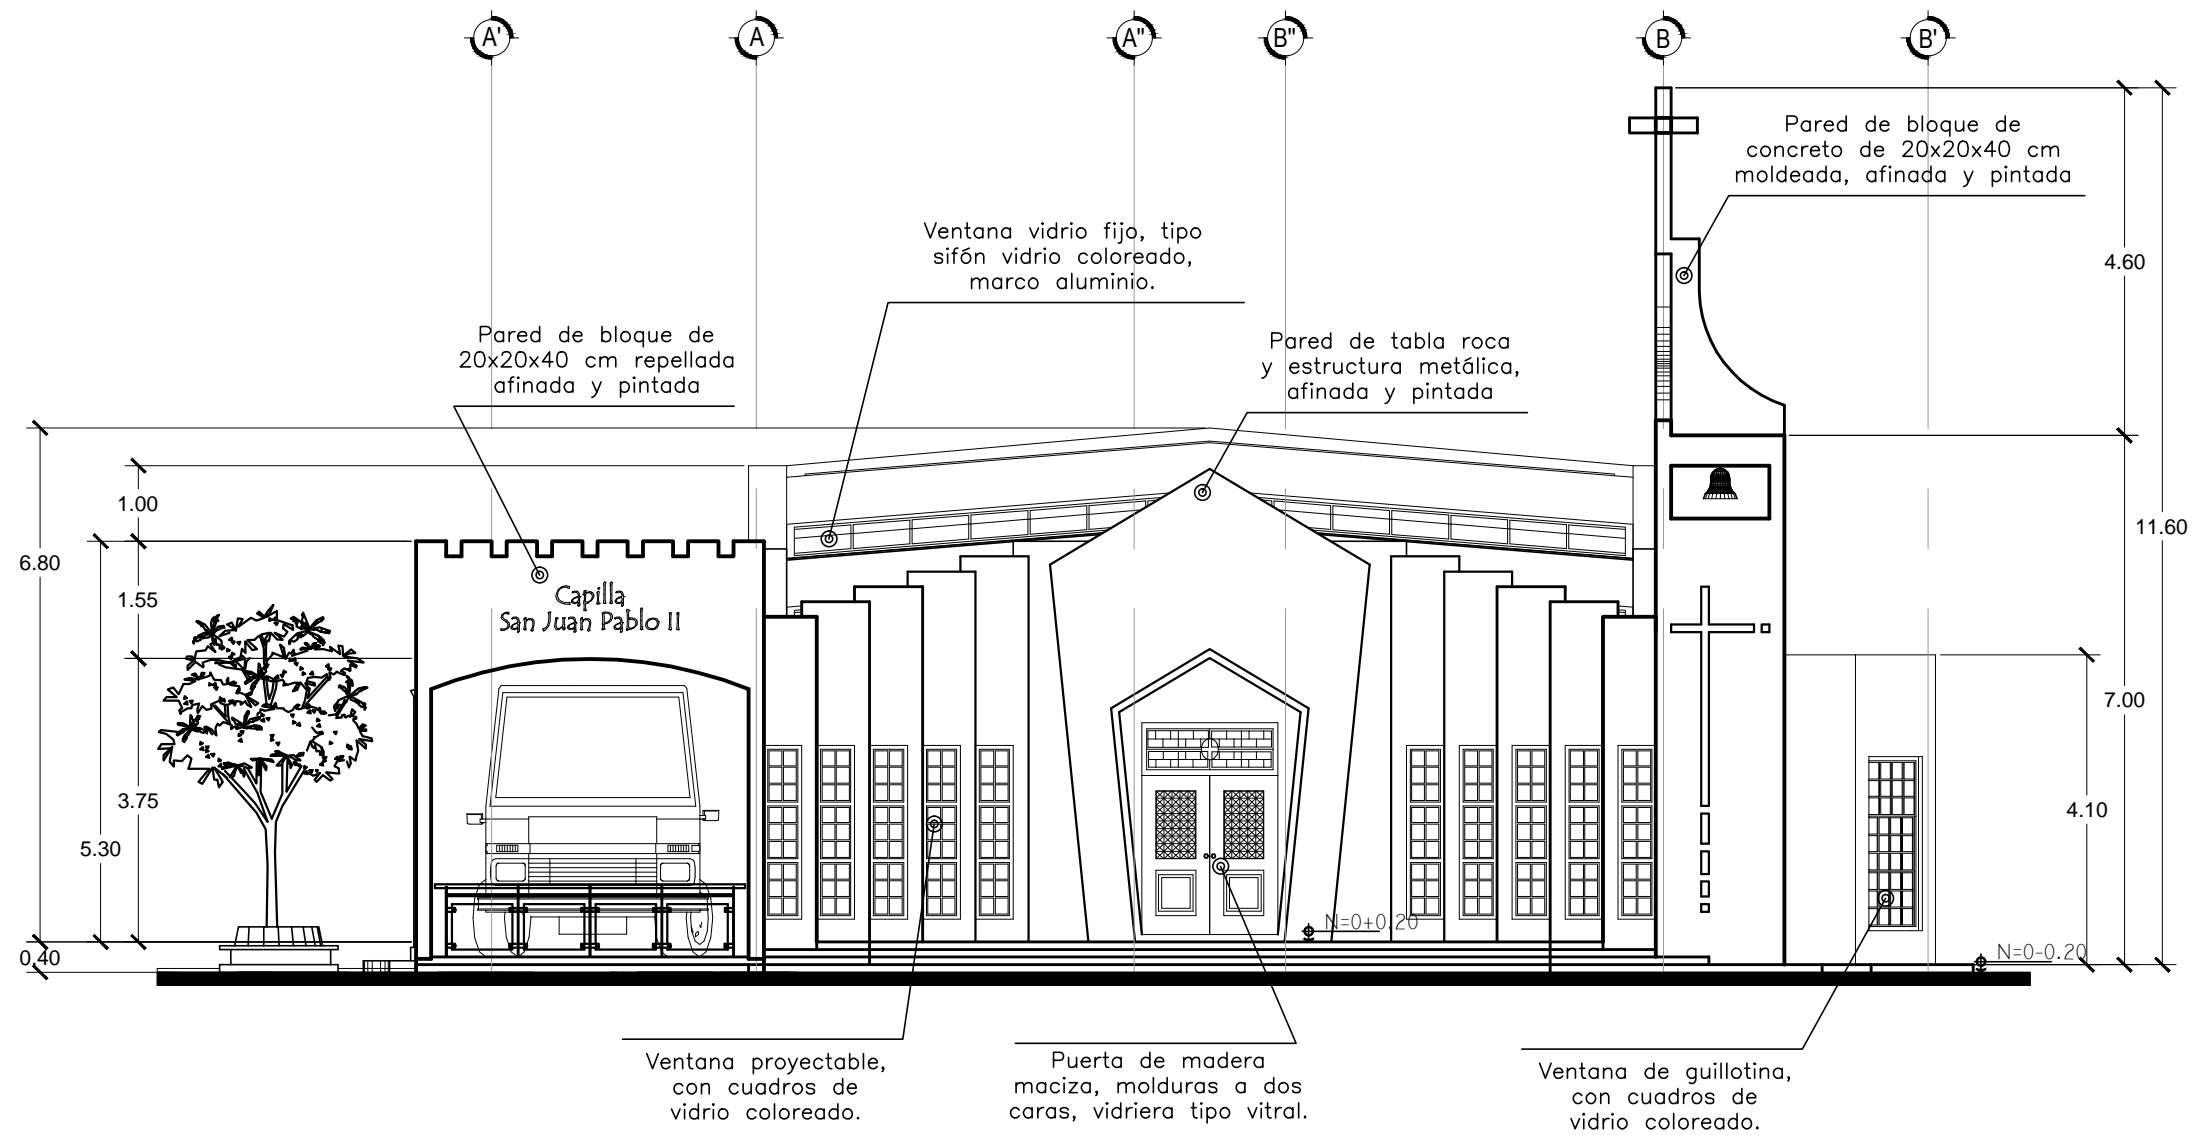 A'
A
A"
B"
B
B'
Pared de bloque de
concreto de 20x20x40 cm
moldeada, afinada y pintada
Ventana vidrio fijo, tipo
sifón vidrio coloreado,
marco aluminio.
4.60
Pared de bloque de
20x20x40 cm repellada
afinada y pintada
Pared de tabla roca
y estructura metálica,
afinada y pintada
1.00
11.60
6.80
1.55
Capilla
San Juan Pablo II
7.00
3.75
4.10
5.30
N=0+0.20
0.40
N=0-0.20
Ventana proyectable,
con cuadros de
vidrio coloreado.
Puerta de madera
maciza, molduras a dos
caras, vidriera tipo vitral.
Ventana de guillotina,
con cuadros de
vidrio coloreado.